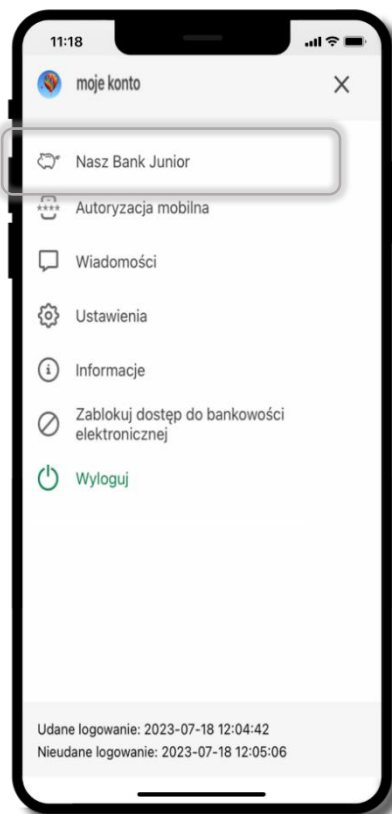 11:18
moje konto
Nasz Bank Junior
Autoryzacja mobilna
Wiadomości
Ustawienia
Informacje
Zablokuj dostęp do bankowości
elektronicznej
Wyloguj
Udane logowanie: 2023-07-18 12:04:42
Nieudane logowanie: 2023-07-18 12:05:06